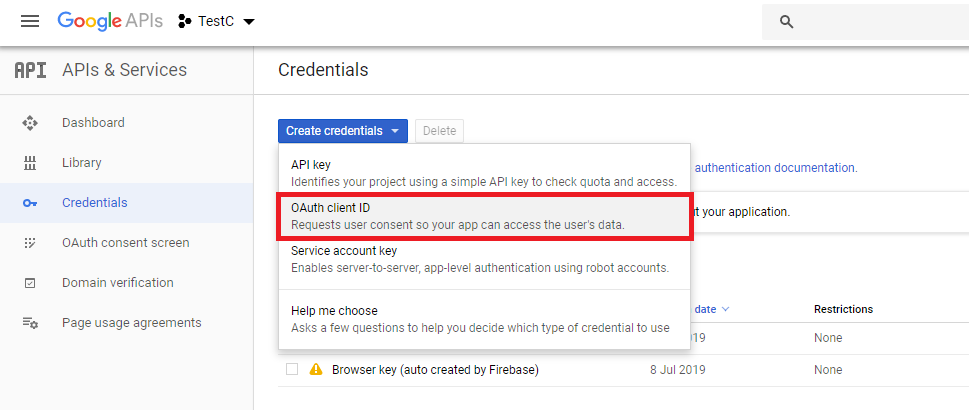 Google APIs TestC
API APIs & Services
Credentials
Dashboard
Library
Credentials
OAuth consent screen
Domain verification
Page usage agreements
Create credentials Delete
API key
Identifies your project using a simple API key to check quota and access.
authentication documentation.
OAuth client ID
Requests user consent so your app can access the user's data.
your application.
Service account key
Enables server-to-server, app-level authentication using robot accounts.
Help me choose
Asks a few questions to help you decide which type of credential to use
date Restrictions
19 None
Browser key (auto created by Firebase) 8 Jul 2019 None